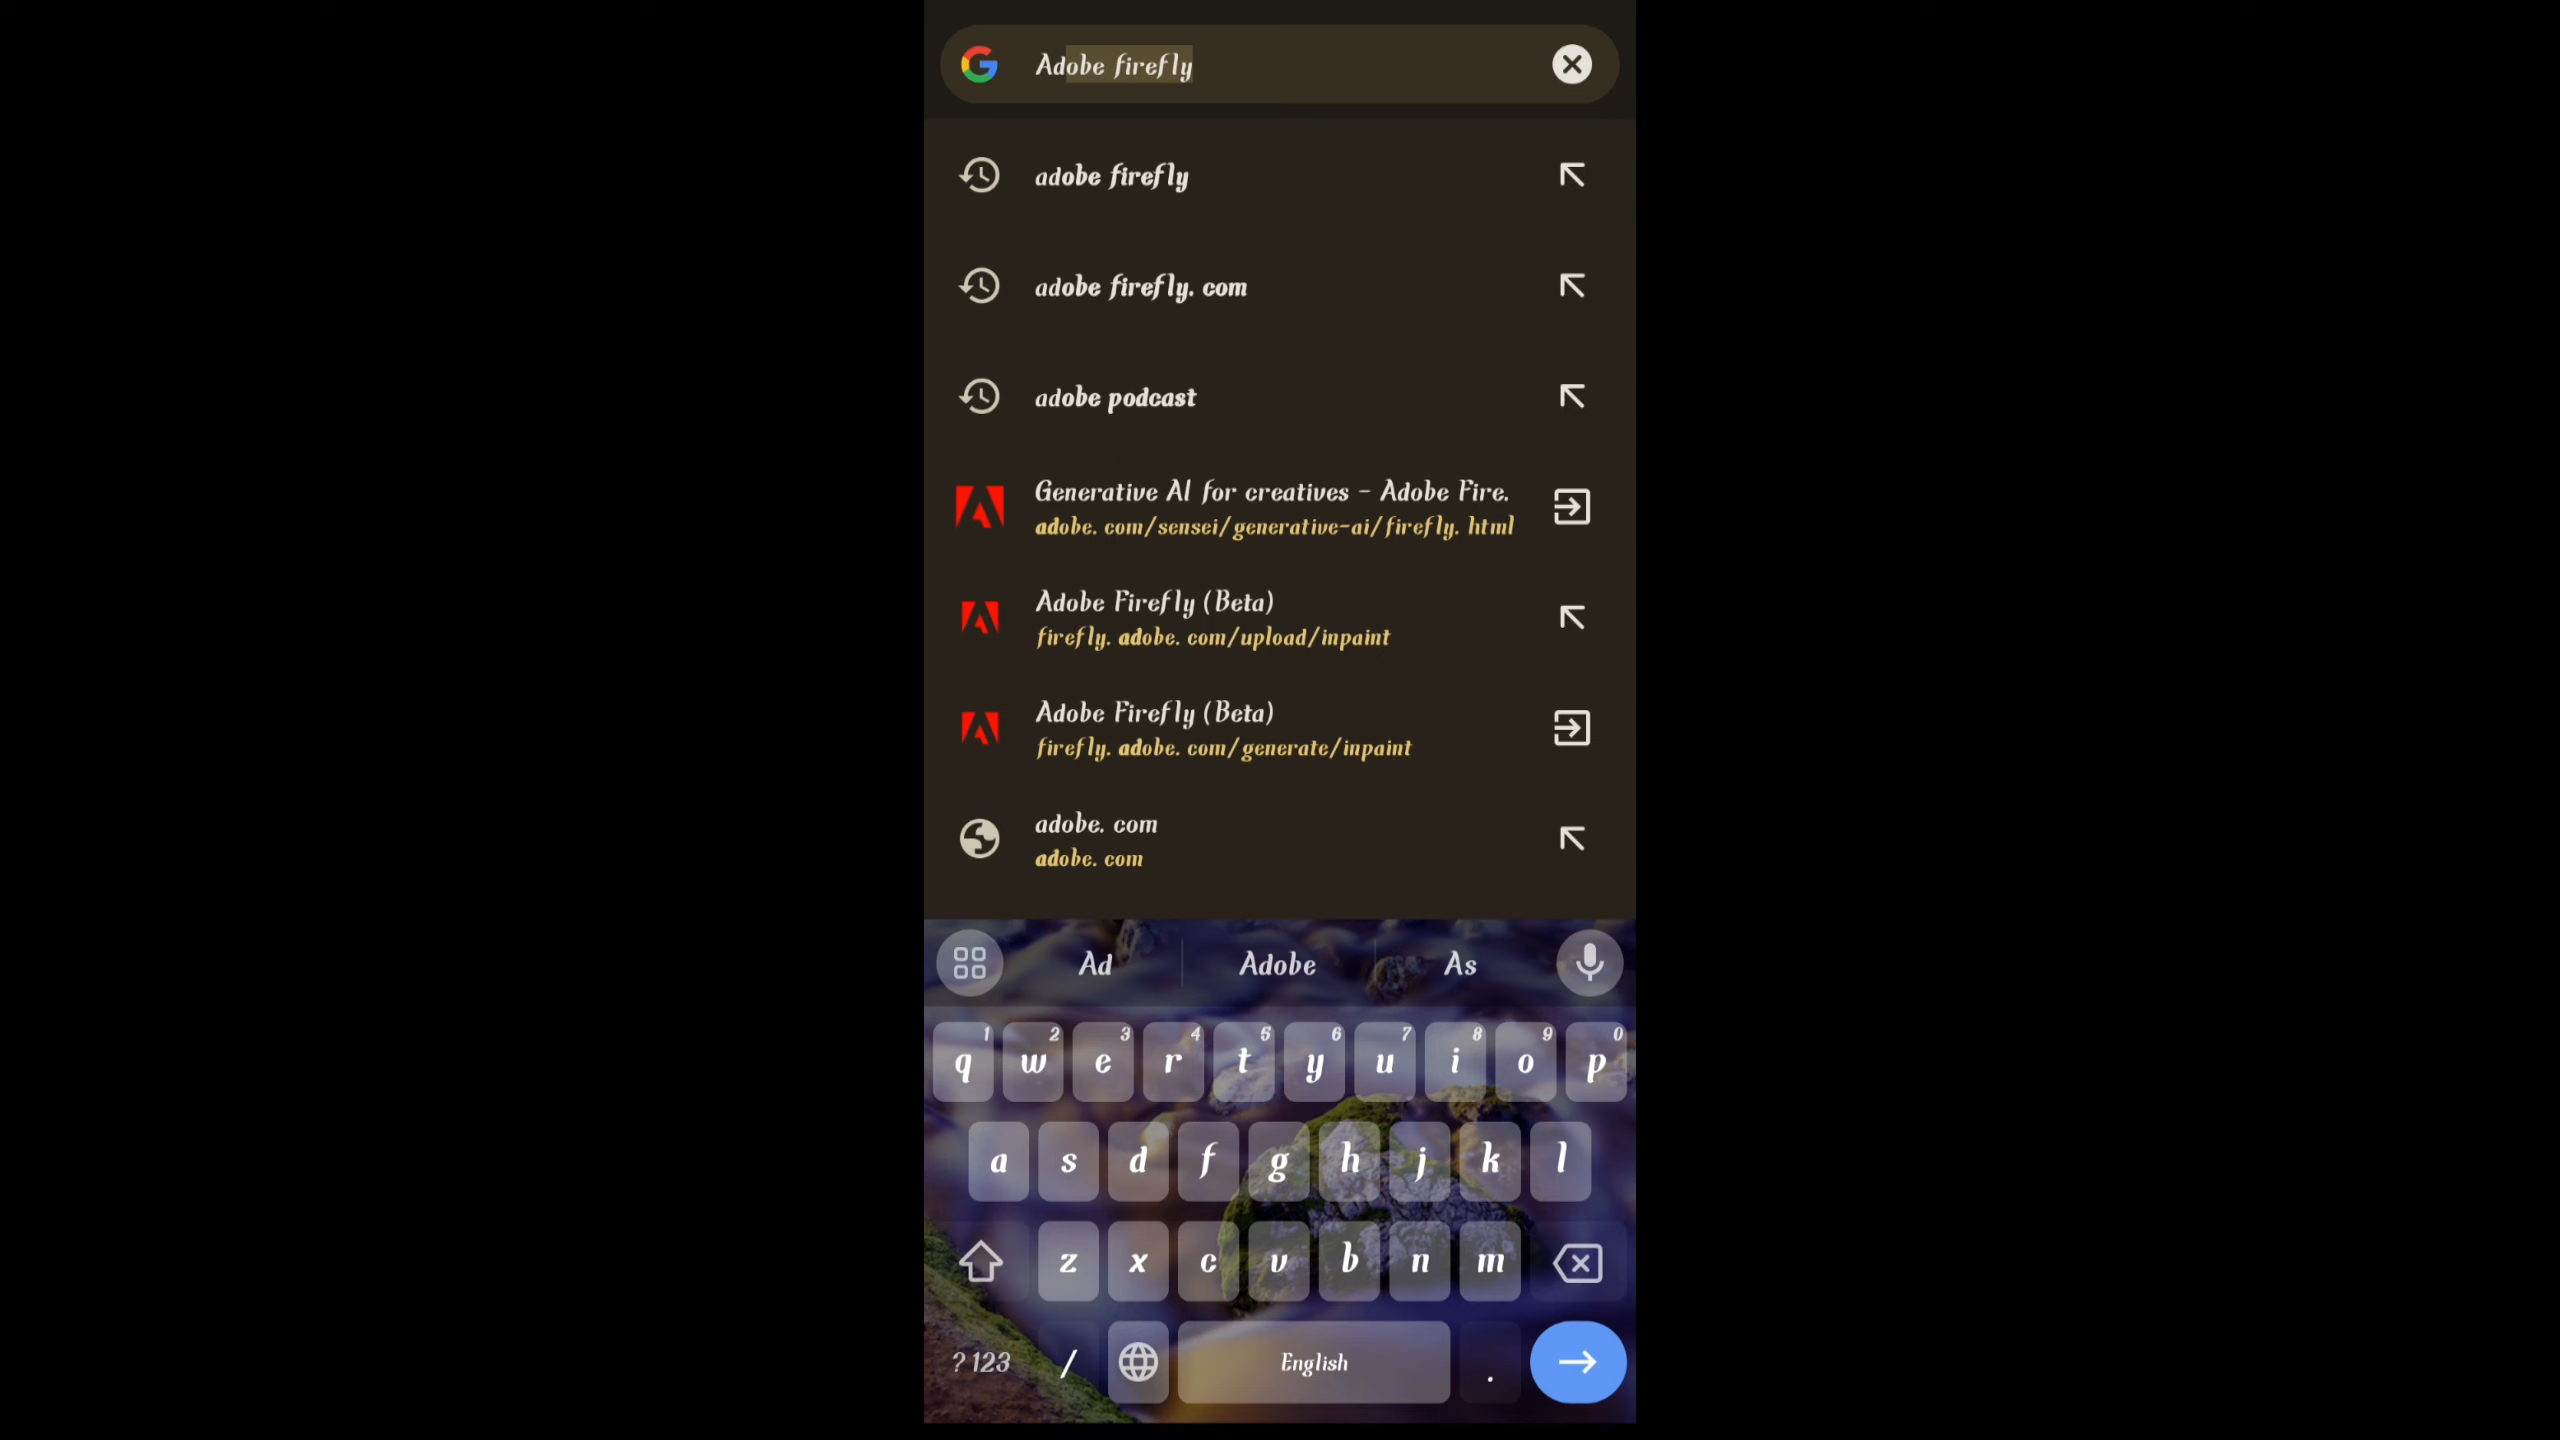 Adobe firefly
adobe firefly
adobe firefly. com
adobe podcast
Generative AI for creatives - Adobe Fire.
adobe. com/sensei/generative-ai/firefly. html
Adobe Firefly (Beta)
firefly. adobe. com/upload/inpaint
Adobe Firefly (Beta)
firefly. adobe. com/generate/inpaint
adobe. com
adobe. com
Ad Adobe As
1 2 3 4 5 6 7 8 9 0
q w e r t y u i o p
a s d f g h j k l
z x c v b n m
? 123 / English .